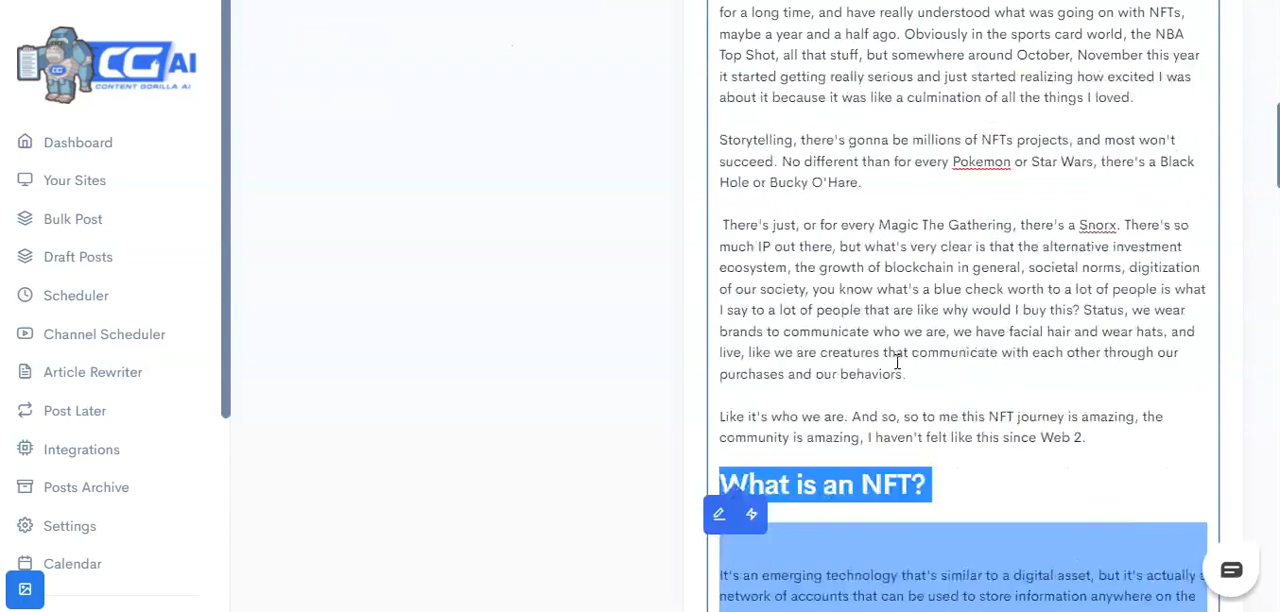 CG AI
CONTENT GORILLA AI
CG
Dashboard
Your Sites
Bulk Post
Draft Posts
Scheduler
Channel Scheduler
Article Rewriter
Post Later
Integrations
Posts Archive
Settings
Calendar
for a long time, and have really understood what was going on with NFTs,
maybe a year and a half ago. Obviously in the sports card world, the NBA
Top Shot, all that stuff, but somewhere around October, November this year
it started getting really serious and just started realizing how excited I was
about it because it was like a culmination of all the things I loved.
Storytelling, there's gonna be millions of NFTs projects, and most won't
succeed. No different than for every Pokemon or Star Wars, there's a Black
Hole or Bucky O'Hare.
There's just, or for every Magic The Gathering, there's a Snorx. There's so
much IP out there, but what's very clear is that the alternative investment
ecosystem, the growth of blockchain in general, societal norms, digitization
of our society, you know what's a blue check worth to a lot of people is what
I say to a lot of people that are like why would I buy this? Status, we wear
brands to communicate who we are, we have facial hair and wear hats, and
live, like we are creatures that communicate with each other through our
purchases and our behaviors.
Like it's who we are. And so, so to me this NFT journey is amazing, the
community is amazing, I haven't felt like this since Web 2.
What is an NFT?
It's an emerging technology that's similar to a digital asset, but it's actually a
network of accounts that can be used to store information anywhere on the